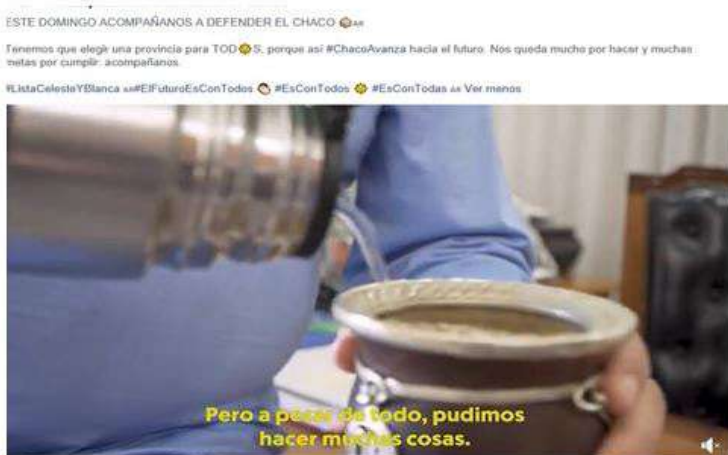 ESTE DOMINGO ACOMPAÑANOS A DEFENDER EL CHACO
Tenemos que elegir una provincia para TOD S, porque así #ChacoAvanza hacia el futuro. Nos queda mucho por hacer y muchas
metas por cumplir: acompañanos.
#ListaCelesteYBlanca #ElFuturoEsConTodos #EsConTodos #EsConTodas Ver menos
Pero a pesar de todo, pudimos
hacer muchas cosas.